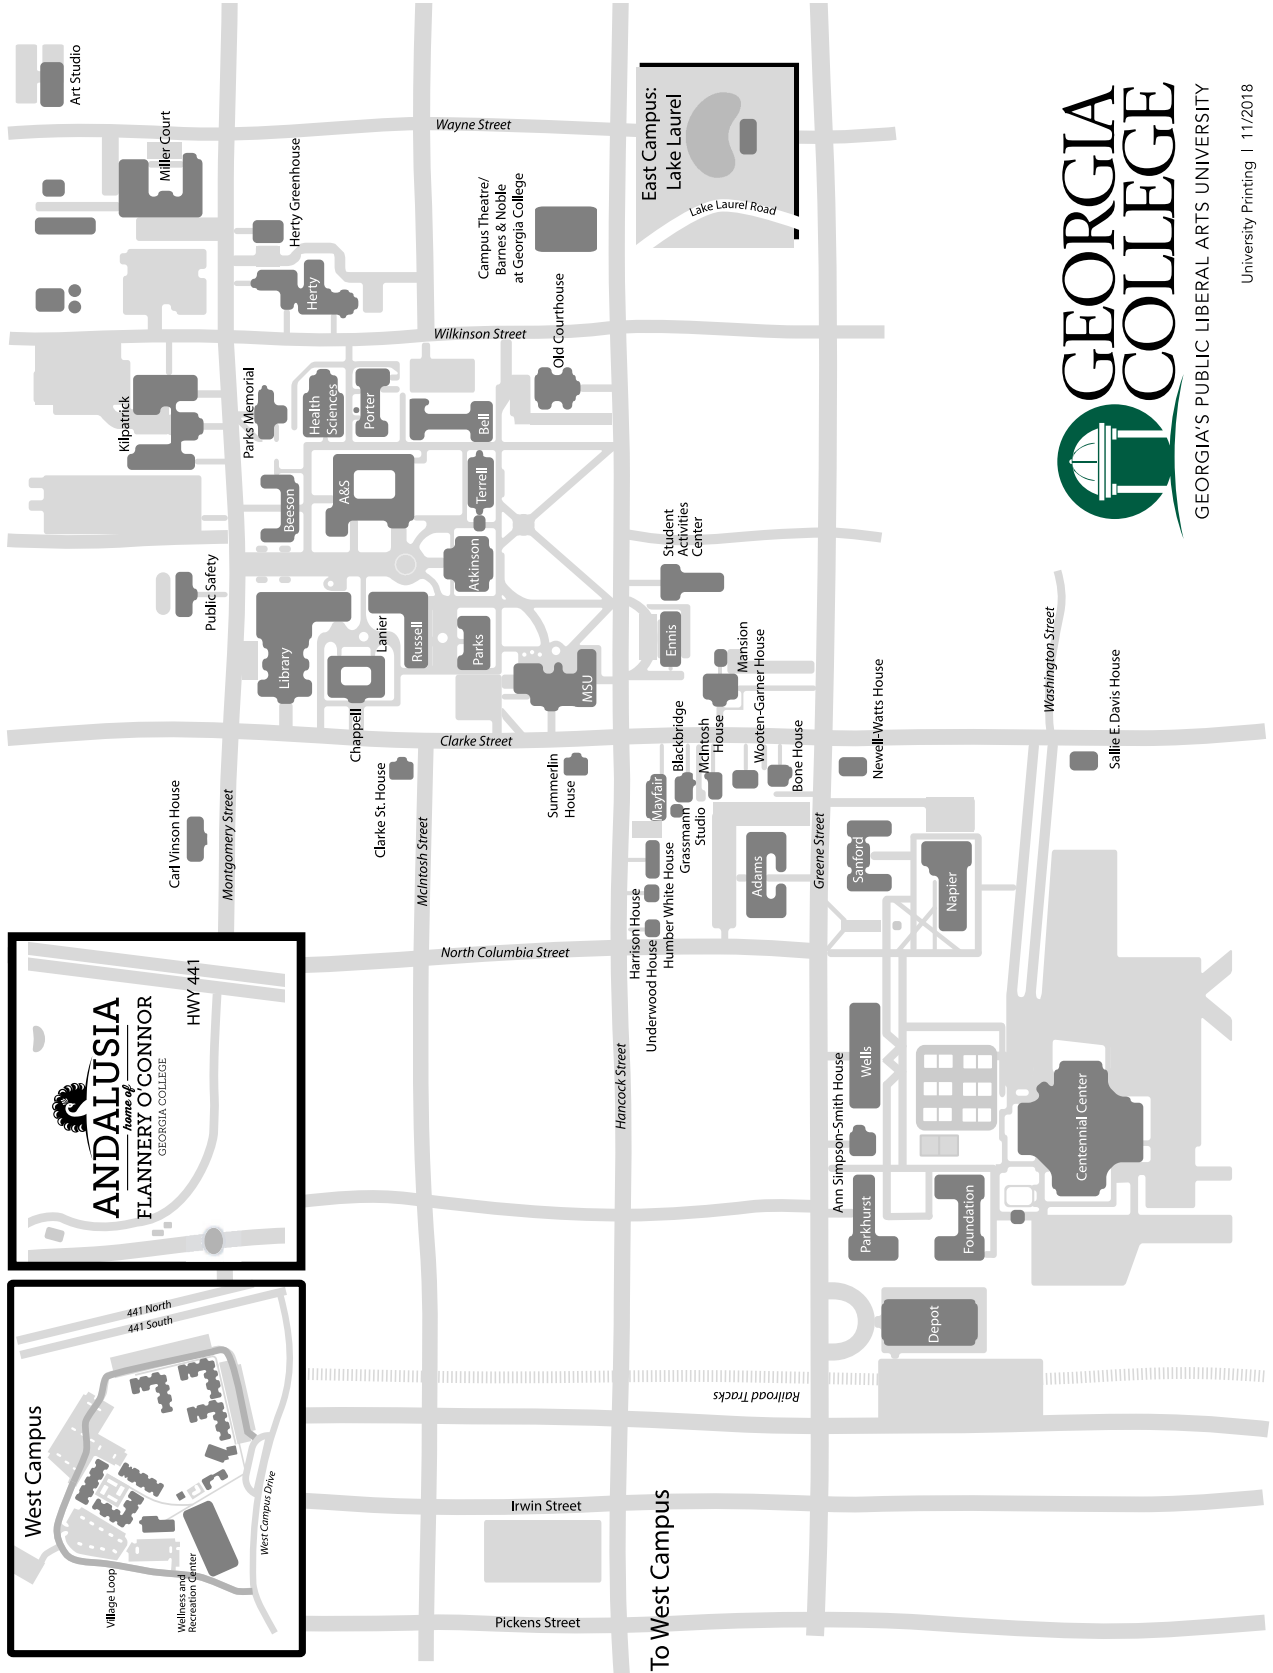 Art Studio
Miller Court
Herty Greenhouse
Herty
Wayne Street
Campus Theatre/
Barnes & Noble
at Georgia College
East Campus:
Lake Laurel
Lake Laurel Road
GEORGIA
COLLEGE
GEORGIA'S PUBLIC LIBERAL ARTS UNIVERSITY
University Printing | 11/2018
Wilkinson Street
Old Courthouse
Kilpatrick
Parks Memorial
Health
Sciences
Porter
Bell
Beeson
A&S
Terrell
Atkinson
Student
Activities
Center
Public Safety
Library
Lanier
Russell
Parks
Chappell
MSU
Ennis
Mansion
Wooten-Garner House
Clarke Street
Clarke St. House
Summerlin
House
Blackbridge
McIntosh
House
Bone House
Mayfair
Grassmann
Studio
Newell-Watts House
Washington Street
Sallie E. Davis House
Carl Vinson House
Montgomery Street
McIntosh Street
Greene Street
Harrison House
Humber White House
Underwood House
Adams
Sanford
Napier
North Columbia Street
Hancock Street
ANDALUSIA
home of
FLANNERY O'CONNOR
GEORGIA COLLEGE
HWY 441
Ann Simpson-Smith House
Wells
Centennial Center
Parkhurst
Foundation
Depot
Railroad Tracks
West Campus
441 North
441 South
Village Loop
Wellness and
Recreation Center
West Campus Drive
Irwin Street
Pickens Street
To West Campus